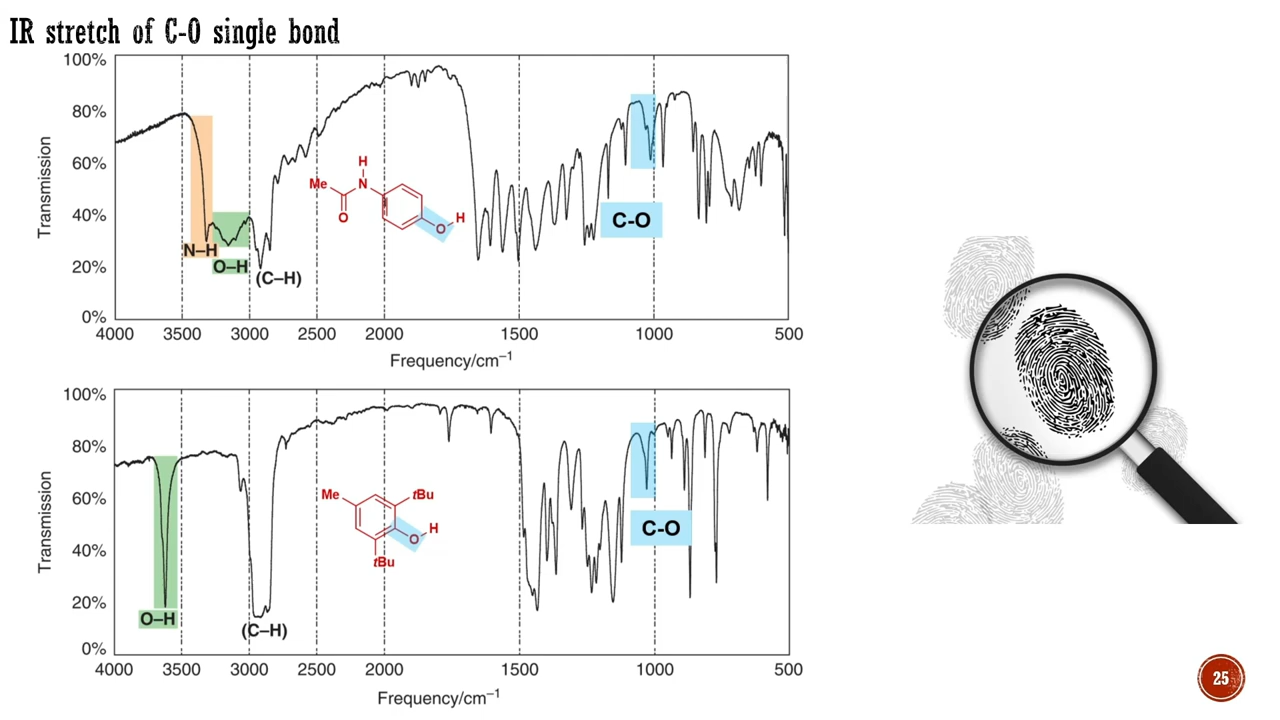 IR stretch of C-O single bond
100%
80%
60%
40%
20%
0%
Transmission
N–H
O–H
(C–H)
H
Me
N
O
O
H
C-O
4000 3500 3000 2500 2000 1500 1000 500
Frequency/cm⁻¹
100%
80%
60%
40%
20%
0%
Transmission
O–H
(C–H)
Me
tBu
O
H
tBu
C-O
4000 3500 3000 2500 2000 1500 1000 500
Frequency/cm⁻¹
25